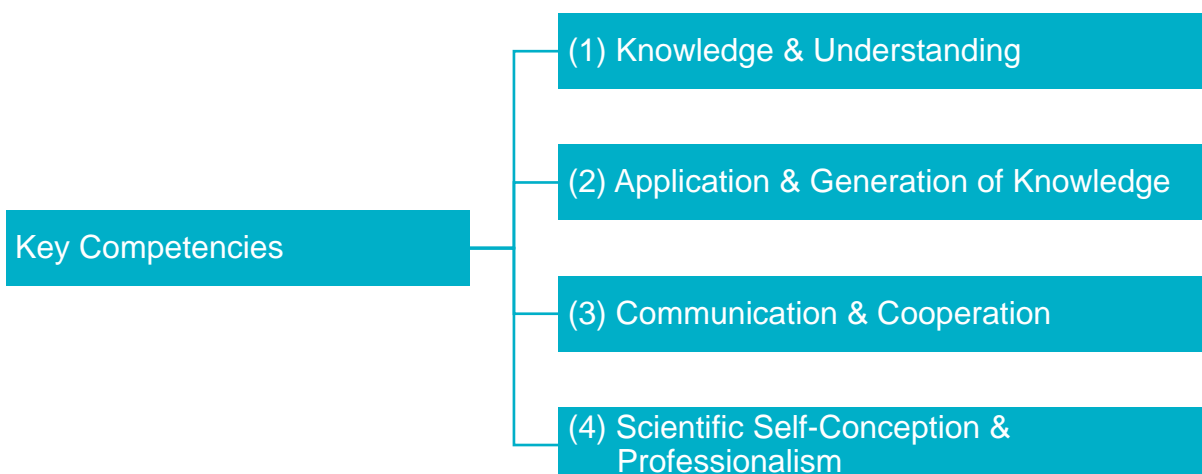 (1) Knowledge & Understanding
(2) Application & Generation of Knowledge
Key Competencies
(3) Communication & Cooperation
(4) Scientific Self-Conception &
Professionalism